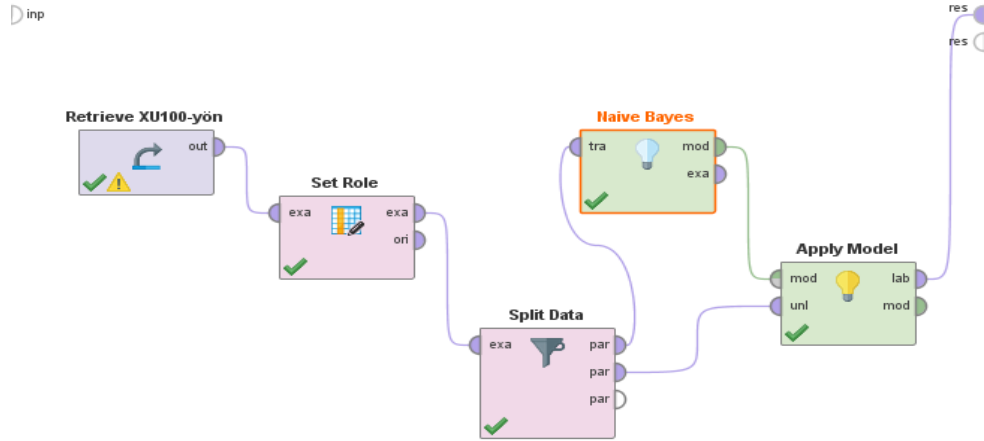 inp
res
res
Retrieve XU100-yön
out
Set Role
exa
exa
ori
Split Data
exa
par
par
par
Naive Bayes
tra
mod
exa
Apply Model
mod
lab
unl
mod